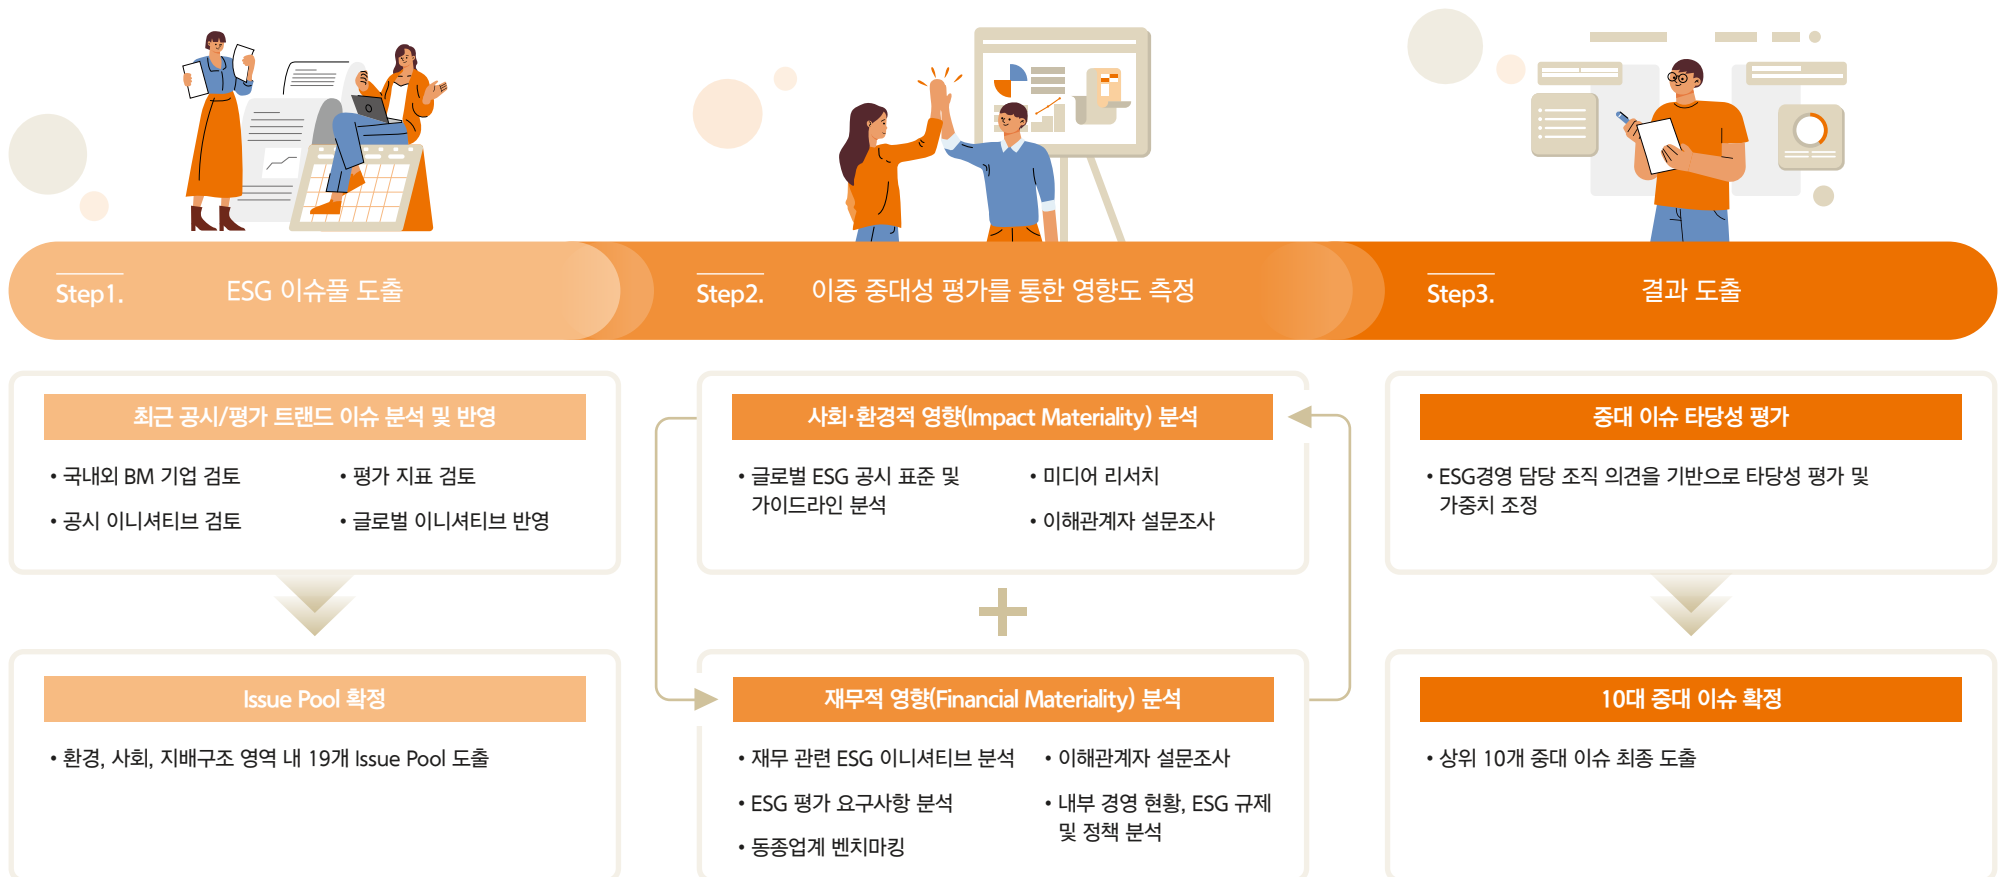 Step1.
ESG 이슈풀 도출
Step2.
이중 중대성 평가를 통한 영향도 측정
Step3.
결과 도출
최근 공시/평가 트랜드 이슈 분석 및 반영
• 국내외 BM 기업 검토
• 평가 지표 검토
• 공시 이니셔티브 검토
• 글로벌 이니셔티브 반영
Issue Pool 확정
• 환경, 사회, 지배구조 영역 내 19개 Issue Pool 도출
사회·환경적 영향(Impact Materiality) 분석
• 글로벌 ESG 공시 표준 및
가이드라인 분석
• 미디어 리서치
• 이해관계자 설문조사
재무적 영향(Financial Materiality) 분석
• 재무 관련 ESG 이니셔티브 분석
• ESG 평가 요구사항 분석
• 동종업계 벤치마킹
• 이해관계자 설문조사
• 내부 경영 현황, ESG 규제
및 정책 분석
중대 이슈 타당성 평가
• ESG경영 담당 조직 의견을 기반으로 타당성 평가 및
가중치 조정
10대 중대 이슈 확정
• 상위 10개 중대 이슈 최종 도출